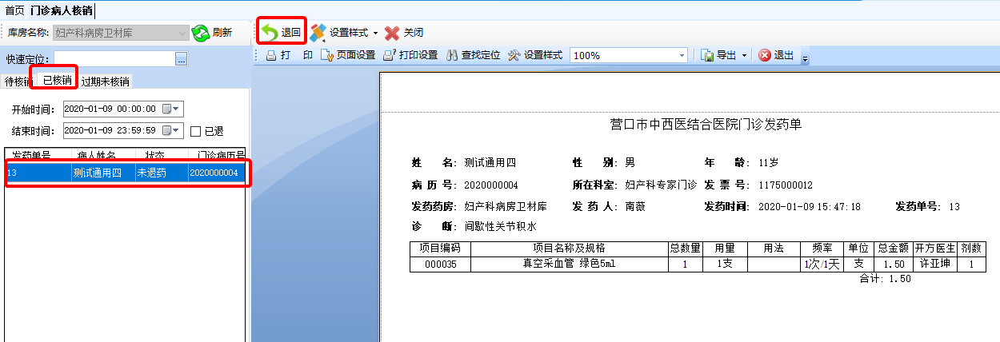 首页 门诊病人核销
库房名称: 妇产科病房卫材库 刷新
退回 设置样式 关闭
快速定位: ...
打 印 页面设置 打印设置 查找定位 设置样式 100% 导出 退出
待核销 已核销 过期未核销
开始时间: 2020-01-09 00:00:00
结束时间: 2020-01-09 23:59:59 已退
发药单号 病人姓名 状态 门诊病历号
13 测试通用四 未退药 2020000004
营口市中西医结合医院门诊发药单
姓 名: 测试通用四 性 别: 男 年 龄: 11岁
病 历 号: 2020000004 所在科室: 妇产科专家门诊 发 票 号: 1175000012
发药药房: 妇产科病房卫材库 发 药 人: 南薇 发药时间: 2020-01-09 15:47:18 发药单号: 13
诊 断: 间歇性关节积水
项目编码 项目名称及规格 总数量 用量 用法 频率 单位 总金额 开方医生 剂数
000035 真空采血管 绿色5ml 1 1支 1次/1天 支 1.50 许亚坤 1
合计: 1.50